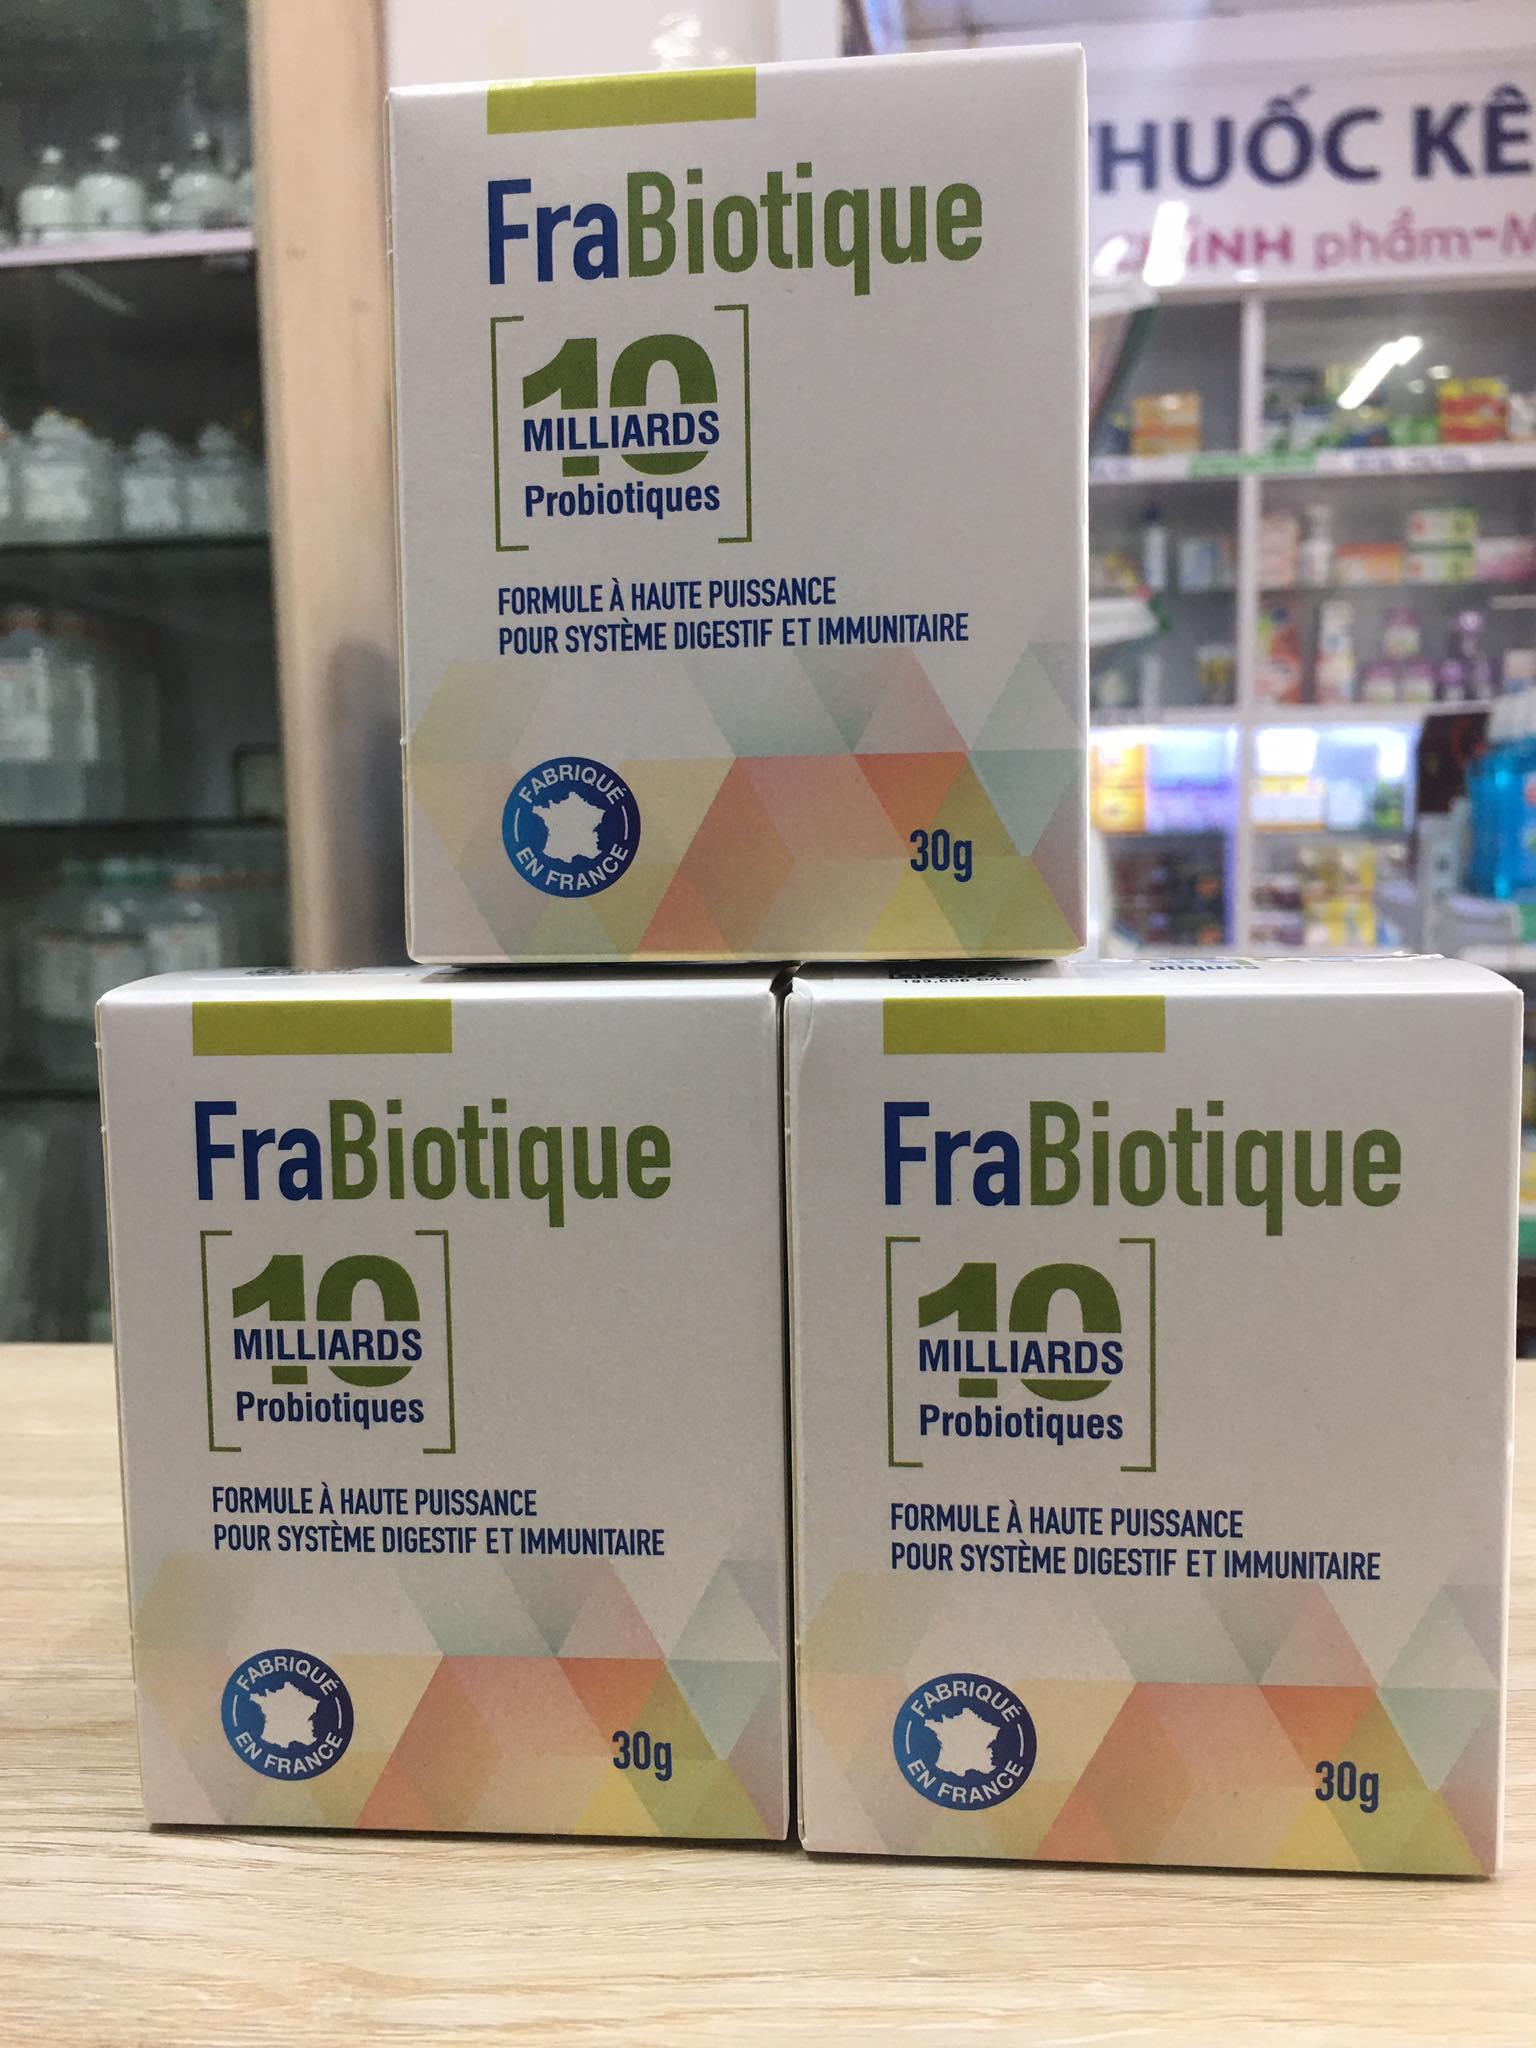 HUỐC KÊ
CHÍNH phẩm-M
FraBiotique
10
MILLIARDS
Probiotiques
FORMULE À HAUTE PUISSANCE
POUR SYSTÈME DIGESTIF ET IMMUNITAIRE
FABRIQUÉ
EN FRANCE
30g
FraBiotique
10
MILLIARDS
Probiotiques
FORMULE À HAUTE PUISSANCE
POUR SYSTÈME DIGESTIF ET IMMUNITAIRE
FABRIQUÉ
EN FRANCE
30g
FraBiotique
10
MILLIARDS
Probiotiques
FORMULE À HAUTE PUISSANCE
POUR SYSTÈME DIGESTIF ET IMMUNITAIRE
FABRIQUÉ
EN FRANCE
30g